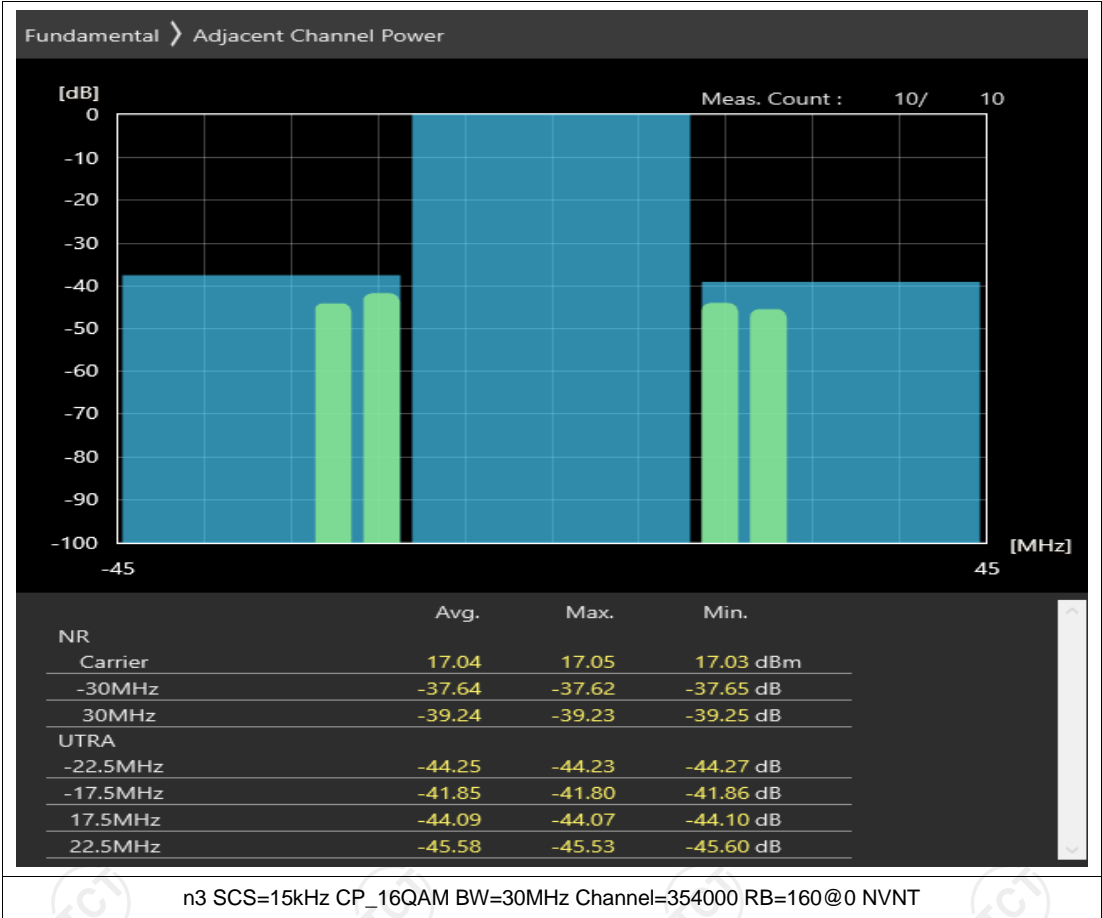 Fundamental ❯ Adjacent Channel Power
[dB]
Meas. Count : 10/ 10
0
-10
-20
-30
-40
-50
-60
-70
-80
-90
-100
[MHz]
-45 45
Avg. Max. Min.
NR
Carrier 17.04 17.05 17.03 dBm
-30MHz -37.64 -37.62 -37.65 dB
30MHz -39.24 -39.23 -39.25 dB
UTRA
-22.5MHz -44.25 -44.23 -44.27 dB
-17.5MHz -41.85 -41.80 -41.86 dB
17.5MHz -44.09 -44.07 -44.10 dB
22.5MHz -45.58 -45.53 -45.60 dB
n3 SCS=15kHz CP_16QAM BW=30MHz Channel=354000 RB=160@0 NVNT
TCT TCT TCT TCT